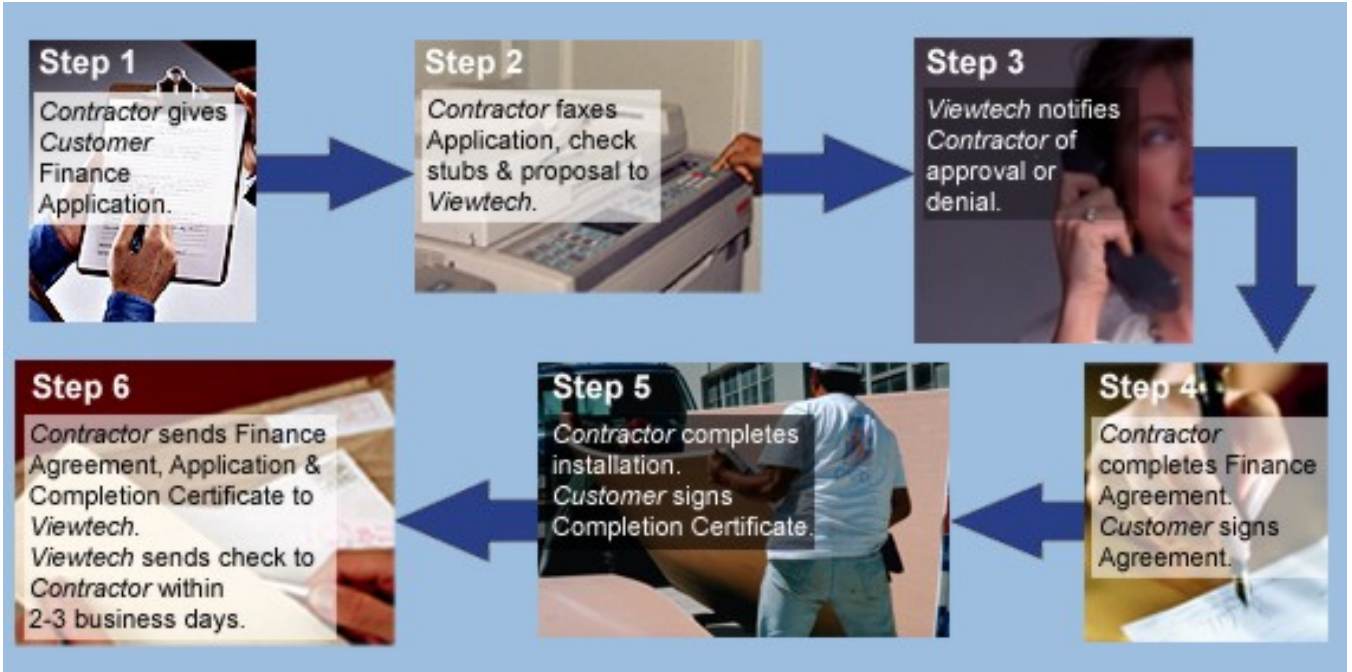 Step 1
Contractor gives
Customer
Finance
Application.
Step 2
Contractor faxes
Application, check
stubs & proposal to
Viewtech.
Step 3
Viewtech notifies
Contractor of
approval or
denial.
Step 4
Contractor
completes Finance
Agreement.
Customer signs
Agreement.
Step 5
Contractor completes
installation.
Customer signs
Completion Certificate.
Step 6
Contractor sends Finance
Agreement, Application &
Completion Certificate to
Viewtech.
Viewtech sends check to
Contractor within
2-3 business days.